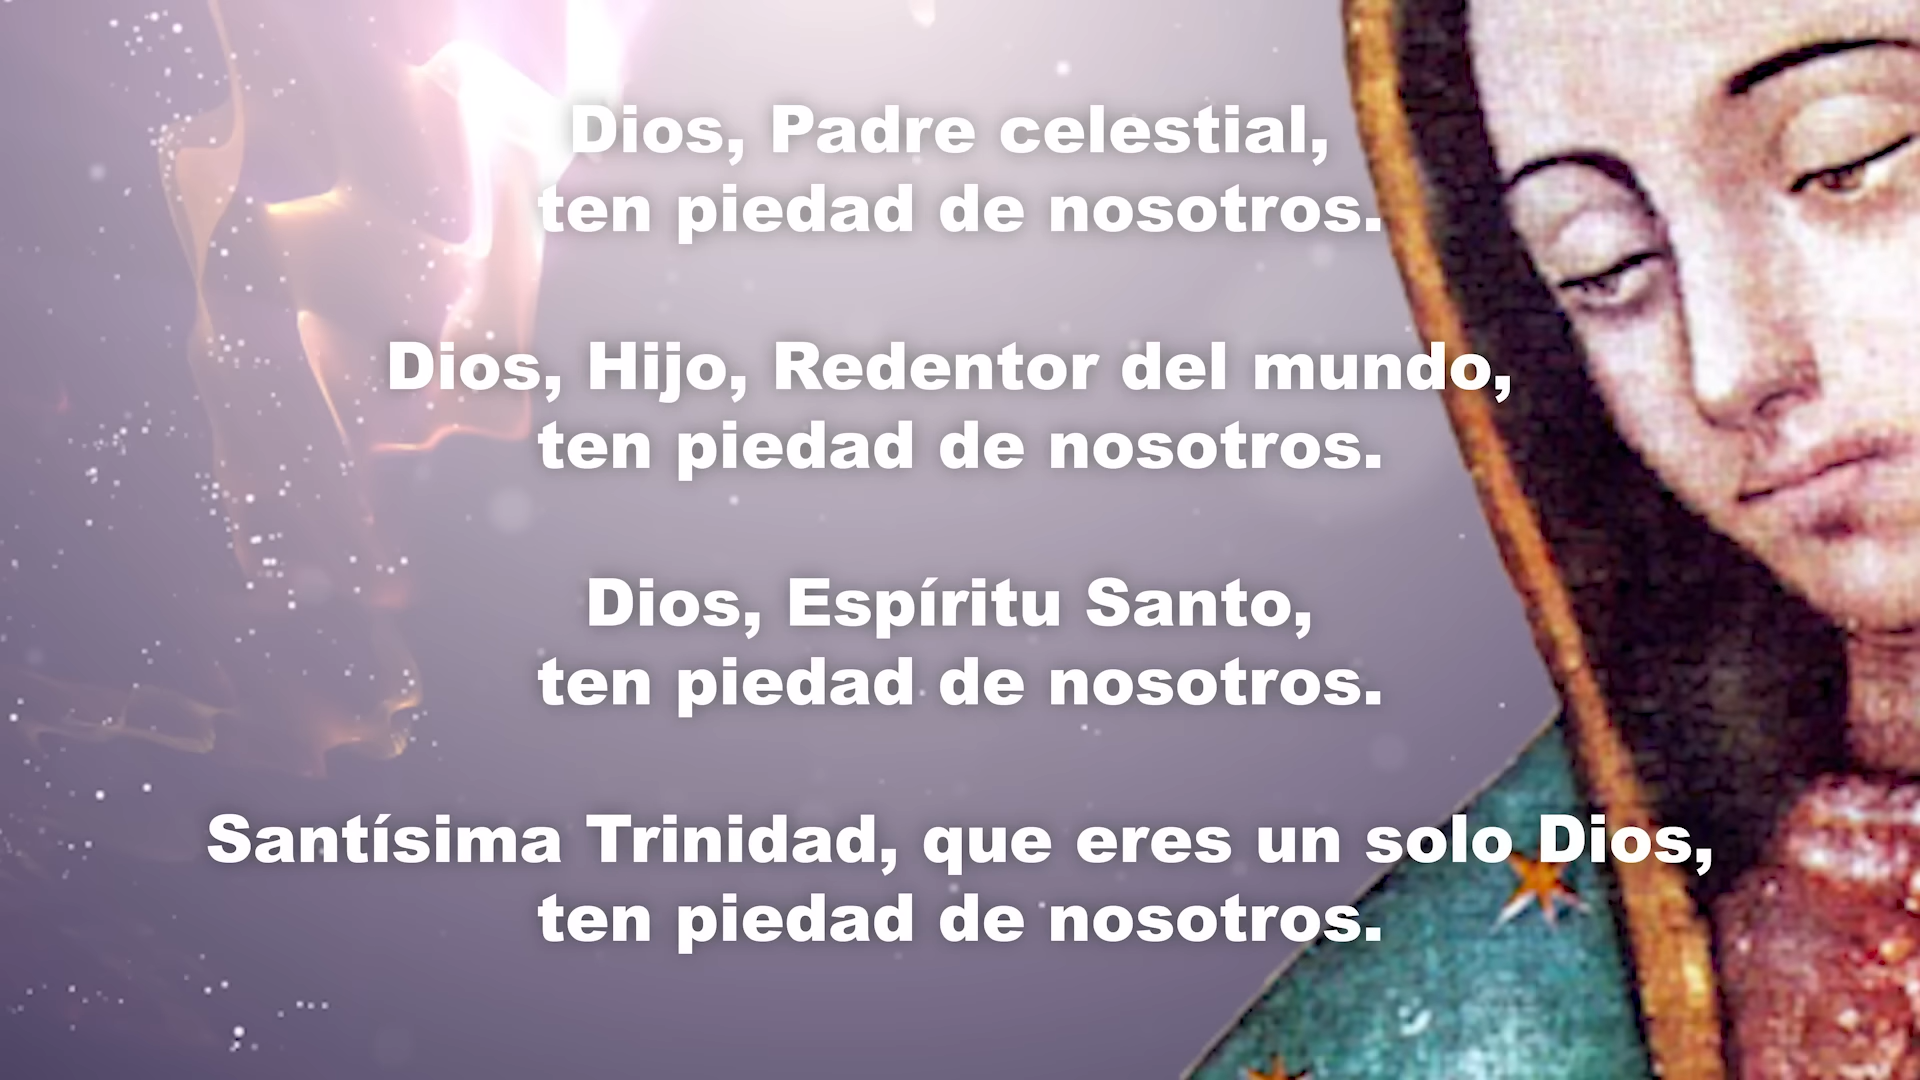 Dios, Padre celestial,
ten piedad de nosotros.
Dios, Hijo, Redentor del mundo,
ten piedad de nosotros.
Dios, Espíritu Santo,
ten piedad de nosotros.
Santísima Trinidad, que eres un solo Dios,
ten piedad de nosotros.